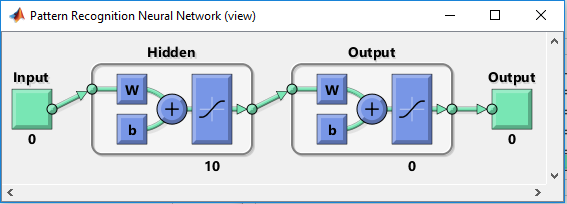 Pattern Recognition Neural Network (view)
Hidden
Output
Input
Output
W
b
W
b
0
10
0
0